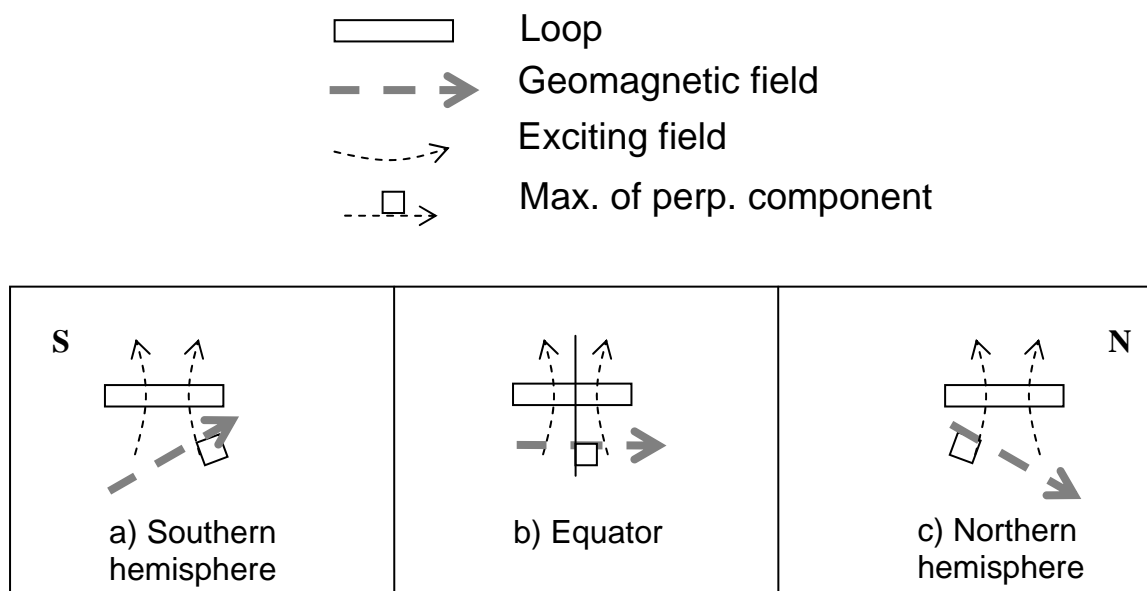 Loop
Geomagnetic field
Exciting field
Max. of perp. component
S
N
a) Southern
hemisphere
b) Equator
c) Northern
hemisphere